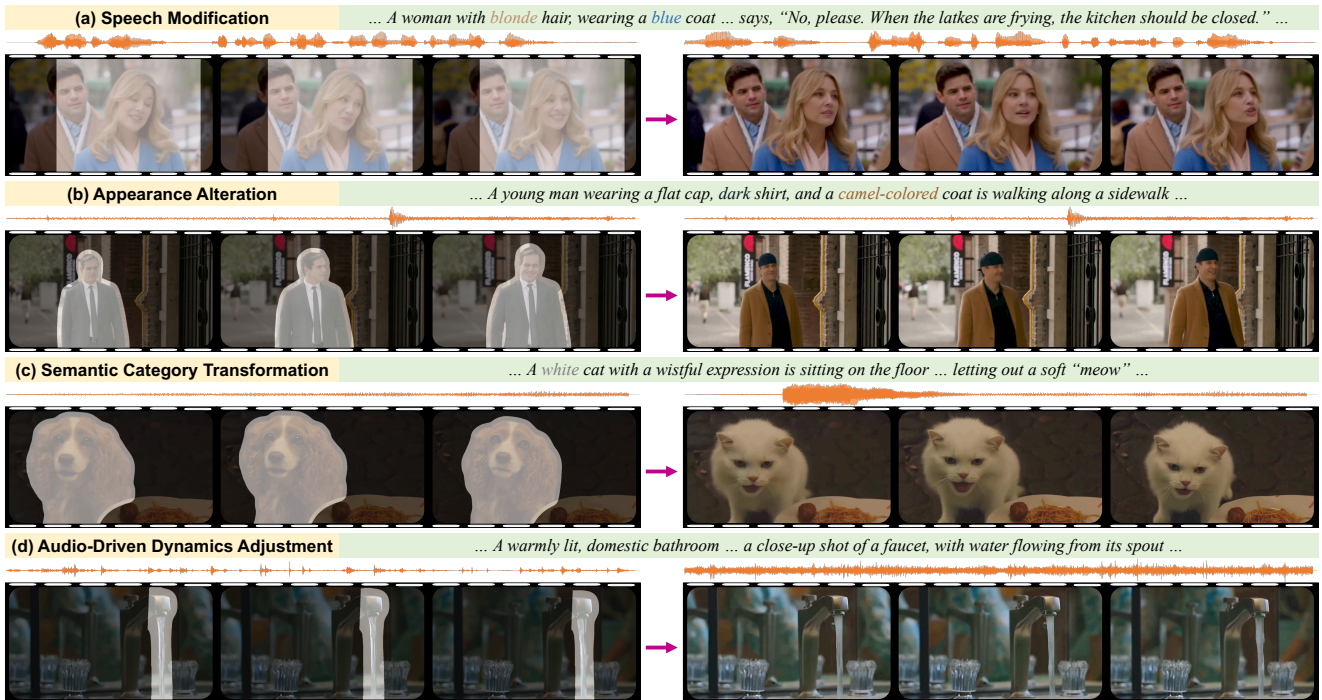 (a) Speech Modification
… A woman with blonde hair, wearing a blue coat … says, “No, please. When the latkes are frying, the kitchen should be closed.” …
(b) Appearance Alteration
… A young man wearing a flat cap, dark shirt, and a camel-colored coat is walking along a sidewalk …
FLAMENCO
(c) Semantic Category Transformation
… A white cat with a wistful expression is sitting on the floor … letting out a soft “meow” …
(d) Audio-Driven Dynamics Adjustment
… A warmly lit, domestic bathroom … a close-up shot of a faucet, with water flowing from its spout …